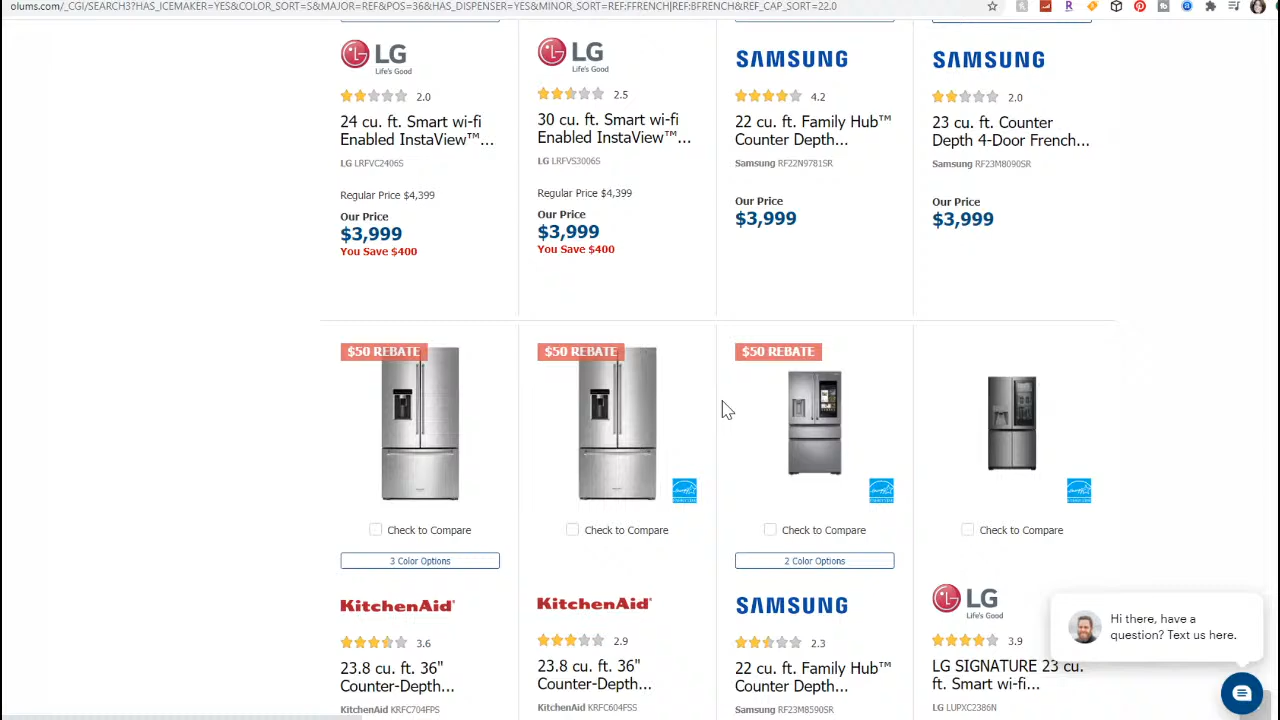 olums.com/_CGI/SEARCH3?HAS_ICEMAKER=YES&COLOR_SORT=S&MAJOR=REF&POS=36&HAS_DISPENSER=YES&MINOR_SORT=REF:FFRENCH|REF:BFRENCH&REF_CAP_SORT=22.0
LG
Life's Good
2.0
24 cu. ft. Smart wi-fi
Enabled InstaView™...
LG LRFVC2406S
Regular Price $4,399
Our Price
$3,999
You Save $400
LG
Life's Good
2.5
30 cu. ft. Smart wi-fi
Enabled InstaView™...
LG LRFVS3006S
Regular Price $4,399
Our Price
$3,999
You Save $400
SAMSUNG
4.2
22 cu. ft. Family Hub™
Counter Depth...
Samsung RF22N9781SR
Our Price
$3,999
SAMSUNG
2.0
23 cu. ft. Counter
Depth 4-Door French...
Samsung RF23M8090SR
Our Price
$3,999
$50 REBATE
Check to Compare
3 Color Options
KitchenAid
3.6
23.8 cu. ft. 36"
Counter-Depth...
KitchenAid KRFC704FPS
$50 REBATE
Check to Compare
KitchenAid
2.9
23.8 cu. ft. 36"
Counter-Depth...
KitchenAid KRFC604FSS
$50 REBATE
Check to Compare
2 Color Options
SAMSUNG
2.3
22 cu. ft. Family Hub™
Counter Depth...
Samsung RF23M8590SR
Check to Compare
LG
Life's Good
3.9
LG SIGNATURE 23 cu.
ft. Smart wi-fi...
LG LUPXC2386N
Hi there, have a
question? Text us here.